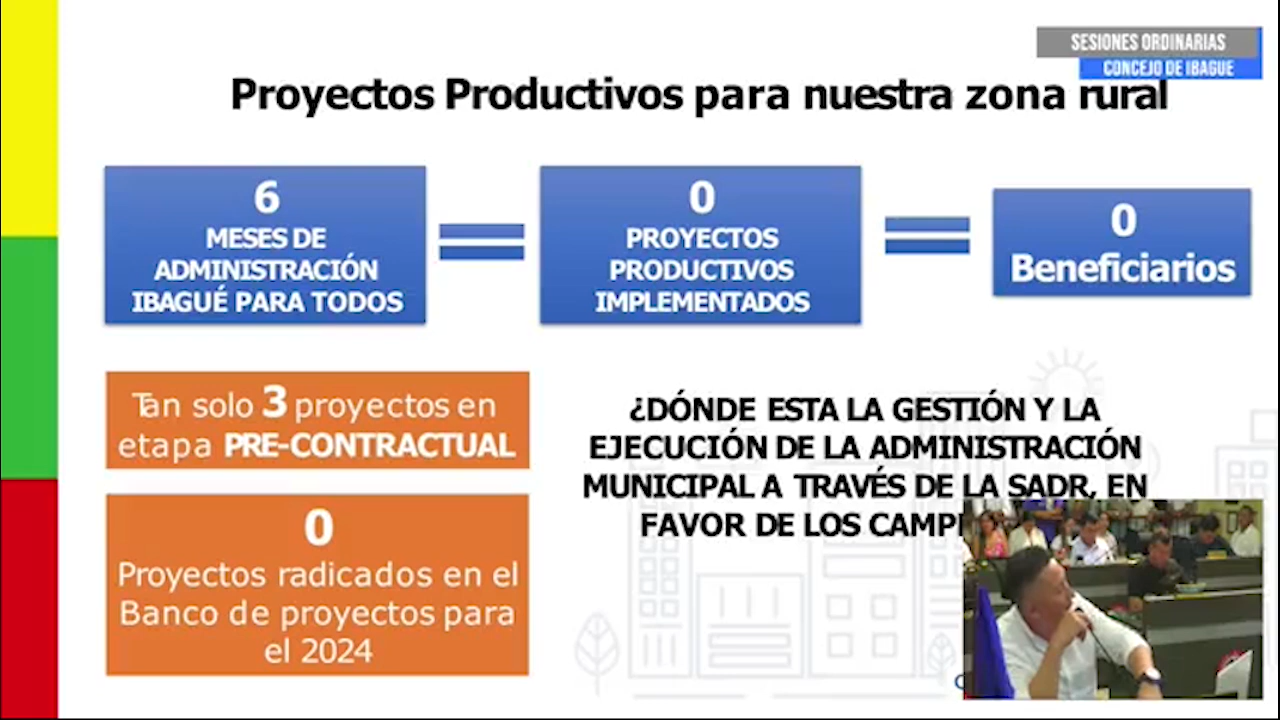 SESIONES ORDINARIAS
CONCEJO DE IBAGUE
Proyectos Productivos para nuestra zona rural
6
MESES DE
ADMINISTRACIÓN
IBAGUÉ PARA TODOS
0
PROYECTOS
PRODUCTIVOS
IMPLEMENTADOS
0
Beneficiarios
Tan solo 3 proyectos en
etapa PRE-CONTRACTUAL
0
Proyectos radicados en el
Banco de proyectos para
el 2024
¿DÓNDE ESTA LA GESTIÓN Y LA
EJECUCIÓN DE LA ADMINISTRACIÓN
MUNICIPAL A TRAVÉS DE LA SADR, EN
FAVOR DE LOS